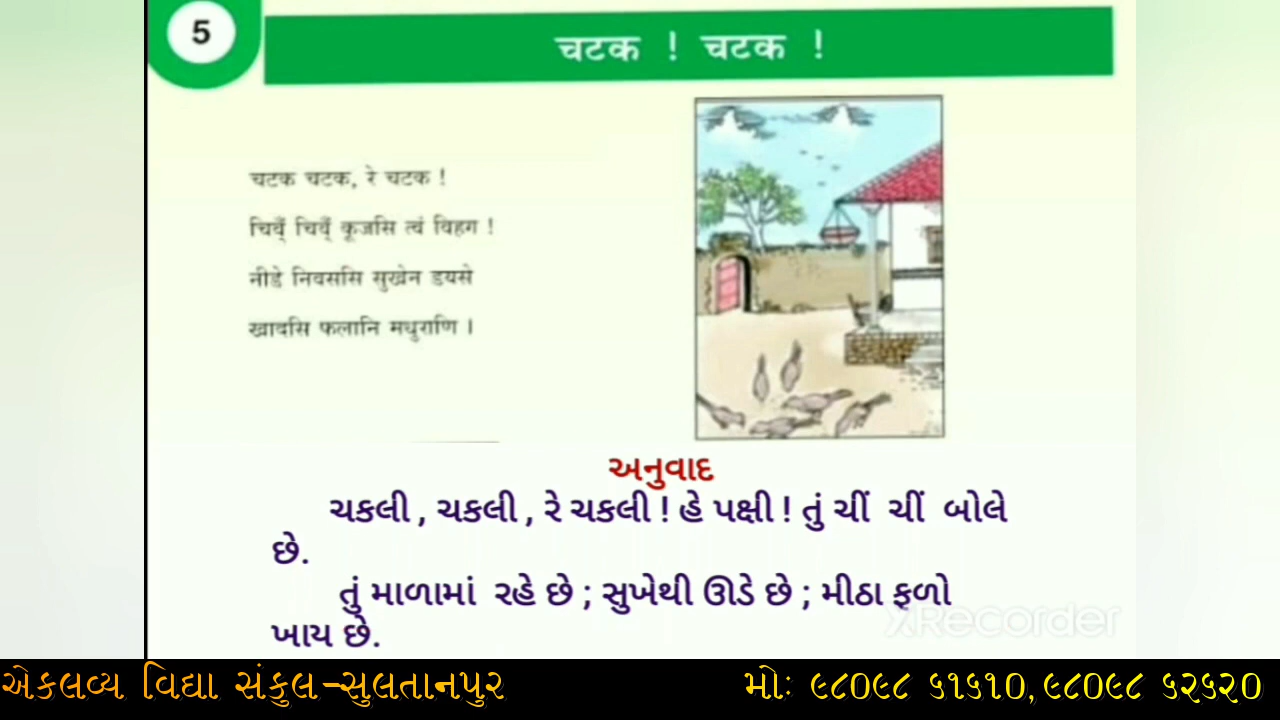 5
चटक ! चटक !
चटक चटक, रे चटक !
चिवँ् चिवँ् कूजसि त्वं विहग !
नीडे निवससि सुखेन डयसे
खादसि फलानि मधुराणि ।
અનુવાદ
ચકલી , ચકલી , રે ચકલી ! હે પક્ષી ! તું ચીં ચીં બોલે
છે.
તું માળામાં રહે છે ; સુખેથી ઊડે છે ; મીઠા ફળો
ખાય છે.
XRecorder
એકલવ્ય વિદ્યા સંકુલ-સુલતાનપુર
મોઃ ૯૮૦૯૮ ૬૧૬૧૦, ૯૮૦૯૮ ૬૨૬૨૦